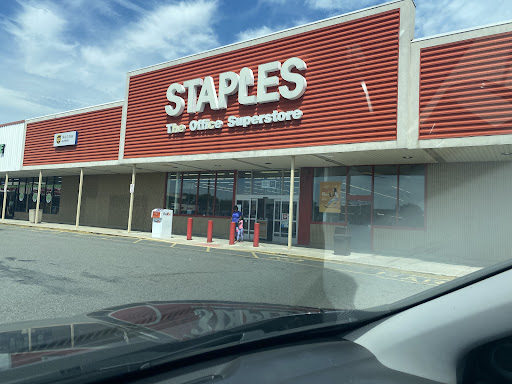 STAPLES
The Office Superstore